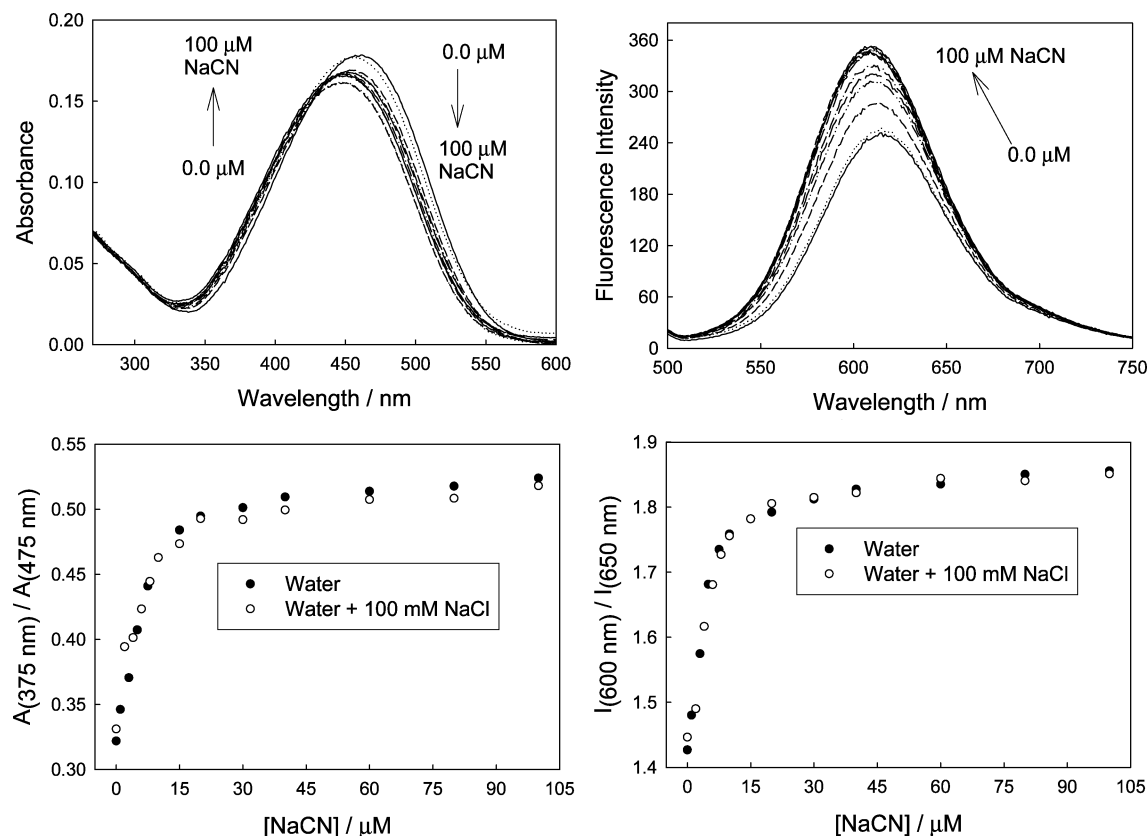 0.20
0.15
0.10
0.05
0.00
Absorbance
100 μM
NaCN
0.0 μM
0.0 μM
100 μM
NaCN
300 350 400 450 500 550 600
Wavelength / nm
360
300
240
180
120
60
0
Fluorescence Intensity
100 μM NaCN
0.0 μM
500 550 600 650 700 750
Wavelength / nm
0.55
0.50
0.45
0.40
0.35
0.30
A(375 nm) / A(475 nm)
Water
Water + 100 mM NaCl
0 15 30 45 60 75 90 105
[NaCN] / μM
1.9
1.8
1.7
1.6
1.5
1.4
I(600 nm) / I(650 nm)
Water
Water + 100 mM NaCl
0 15 30 45 60 75 90 105
[NaCN] / μM